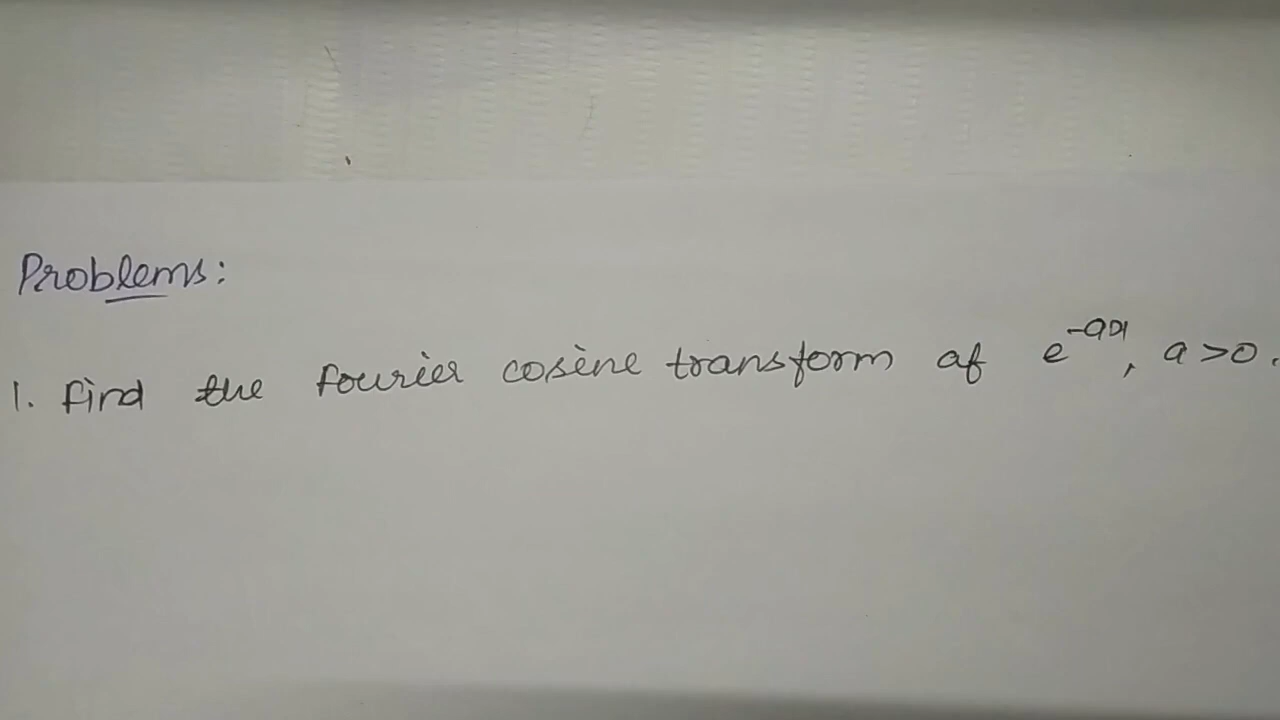 Problems:
1. find the fourier cosine transform of e^{-ax}, a>0.